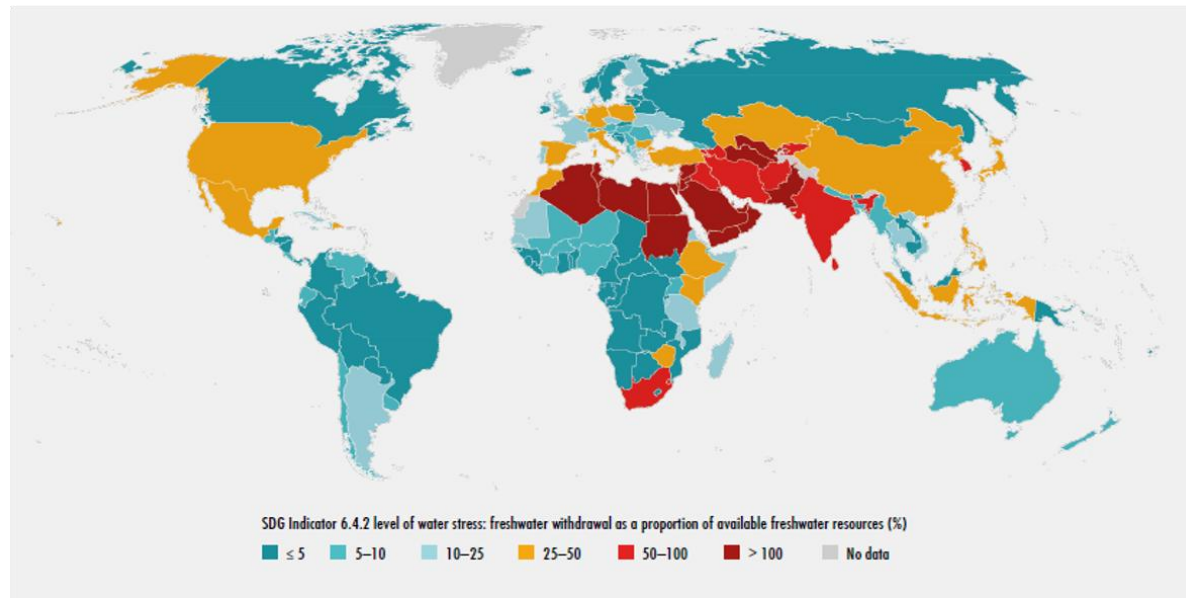 SDG Indicator 6.4.2 level of water stress: freshwater withdrawal as a proportion of available freshwater resources (%)
≤ 5 5–10 10–25 25–50 50–100 > 100 No data